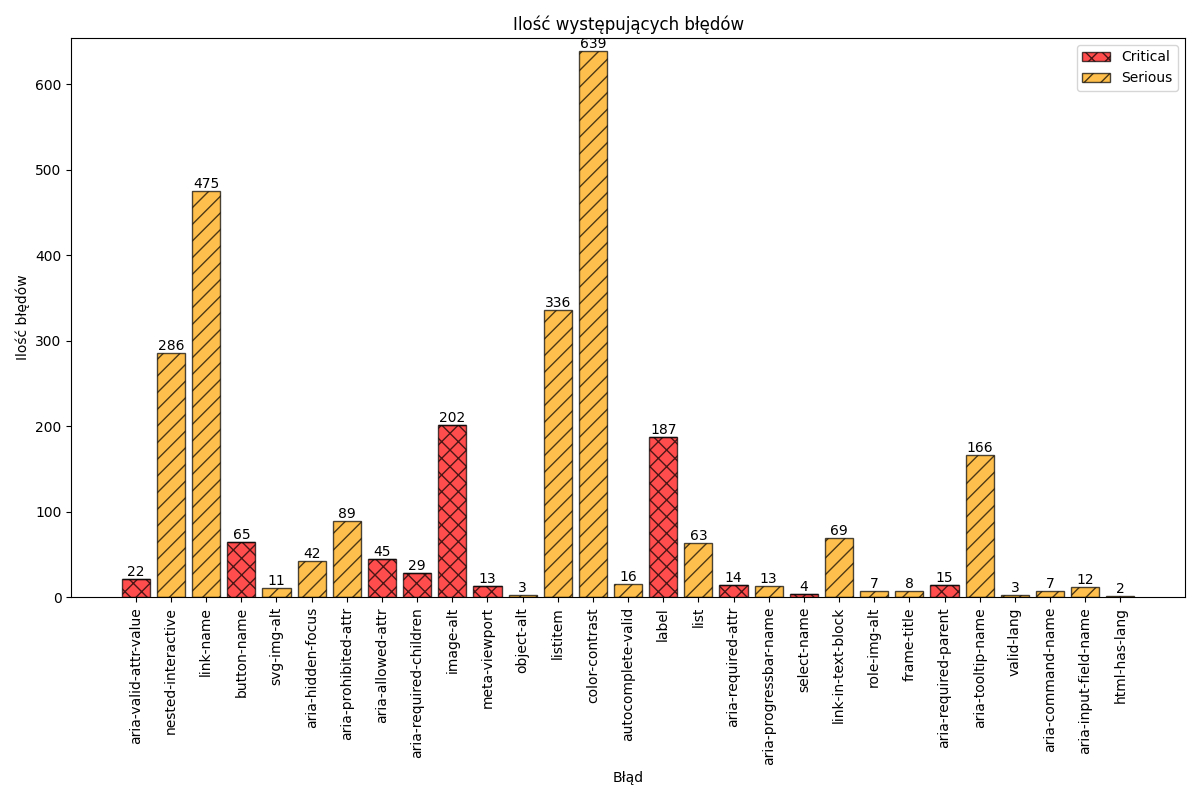 Ilość występujących błędów
Critical
Serious
Ilość błędów
600
500
400
300
200
100
0
22
286
475
65
11
42
89
45
29
202
13
3
336
639
16
187
63
14
13
4
69
7
8
15
166
3
7
12
2
aria-valid-attr-value
nested-interactive
link-name
button-name
svg-img-alt
aria-hidden-focus
aria-prohibited-attr
aria-allowed-attr
aria-required-children
image-alt
meta-viewport
object-alt
listitem
color-contrast
autocomplete-valid
label
list
aria-required-attr
aria-progressbar-name
select-name
link-in-text-block
role-img-alt
frame-title
aria-required-parent
aria-tooltip-name
valid-lang
aria-command-name
aria-input-field-name
html-has-lang
Błąd